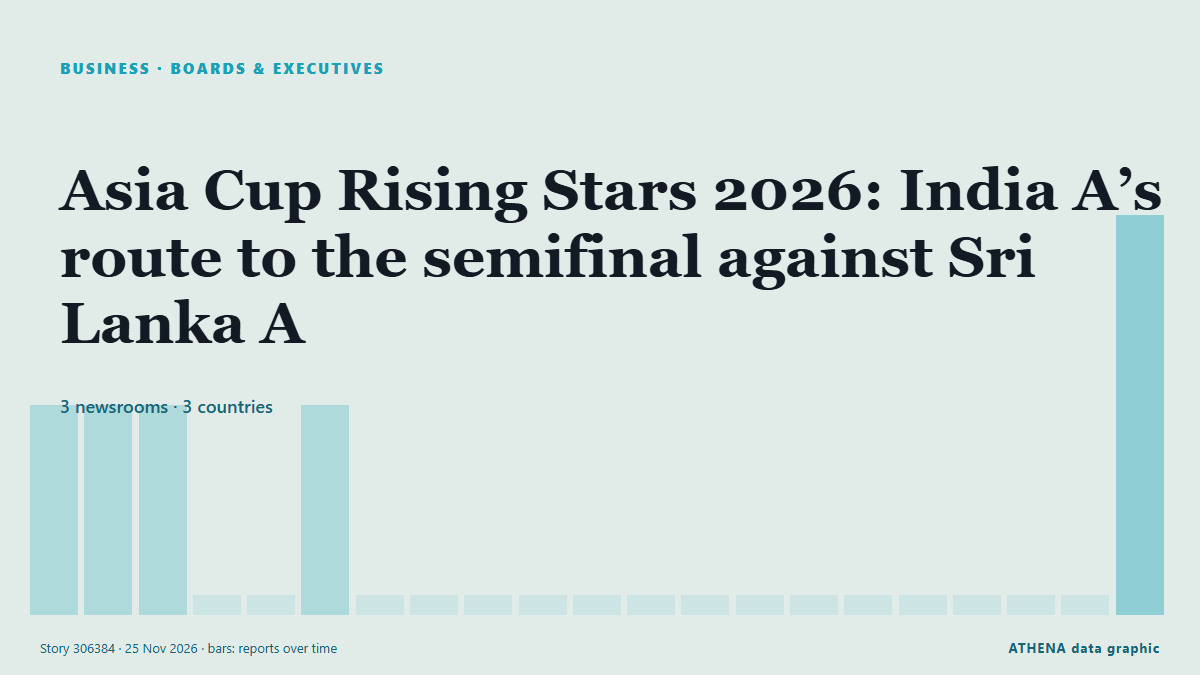 BUSINESS · BOARDS & EXECUTIVES
Asia Cup Rising Stars 2026: India A’s
route to the semifinal against Sri
Lanka A
3 newsrooms · 3 countries
Story 306384 · 25 Nov 2026 · bars: reports over time
ATHENA data graphic